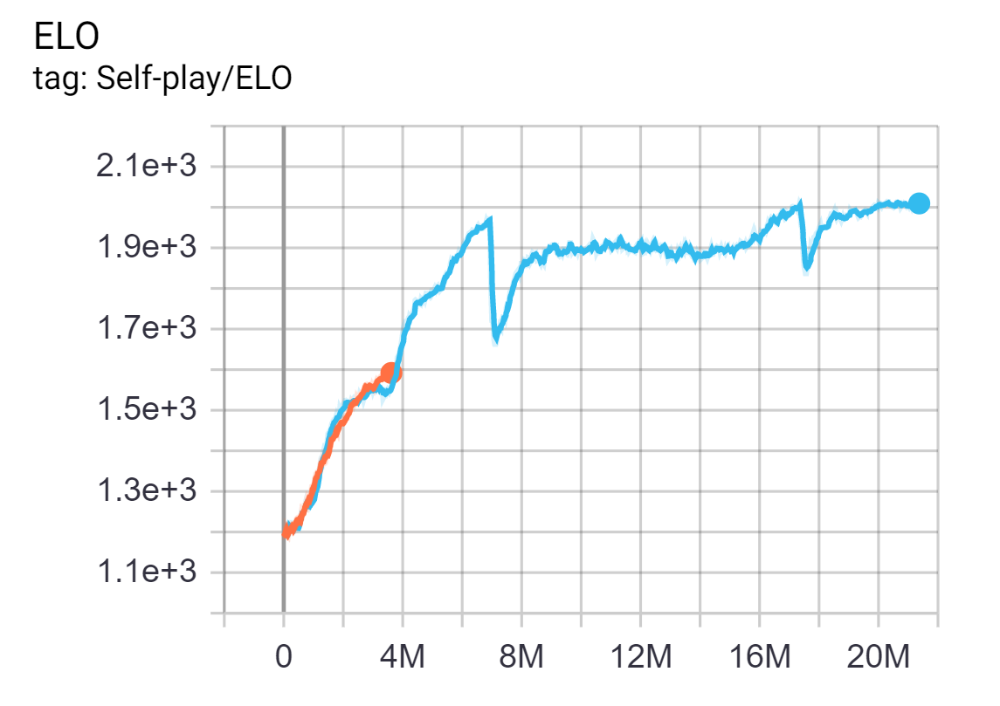 ELO
tag: Self-play/ELO
2.1e+3
1.9e+3
1.7e+3
1.5e+3
1.3e+3
1.1e+3
0 4M 8M 12M 16M 20M